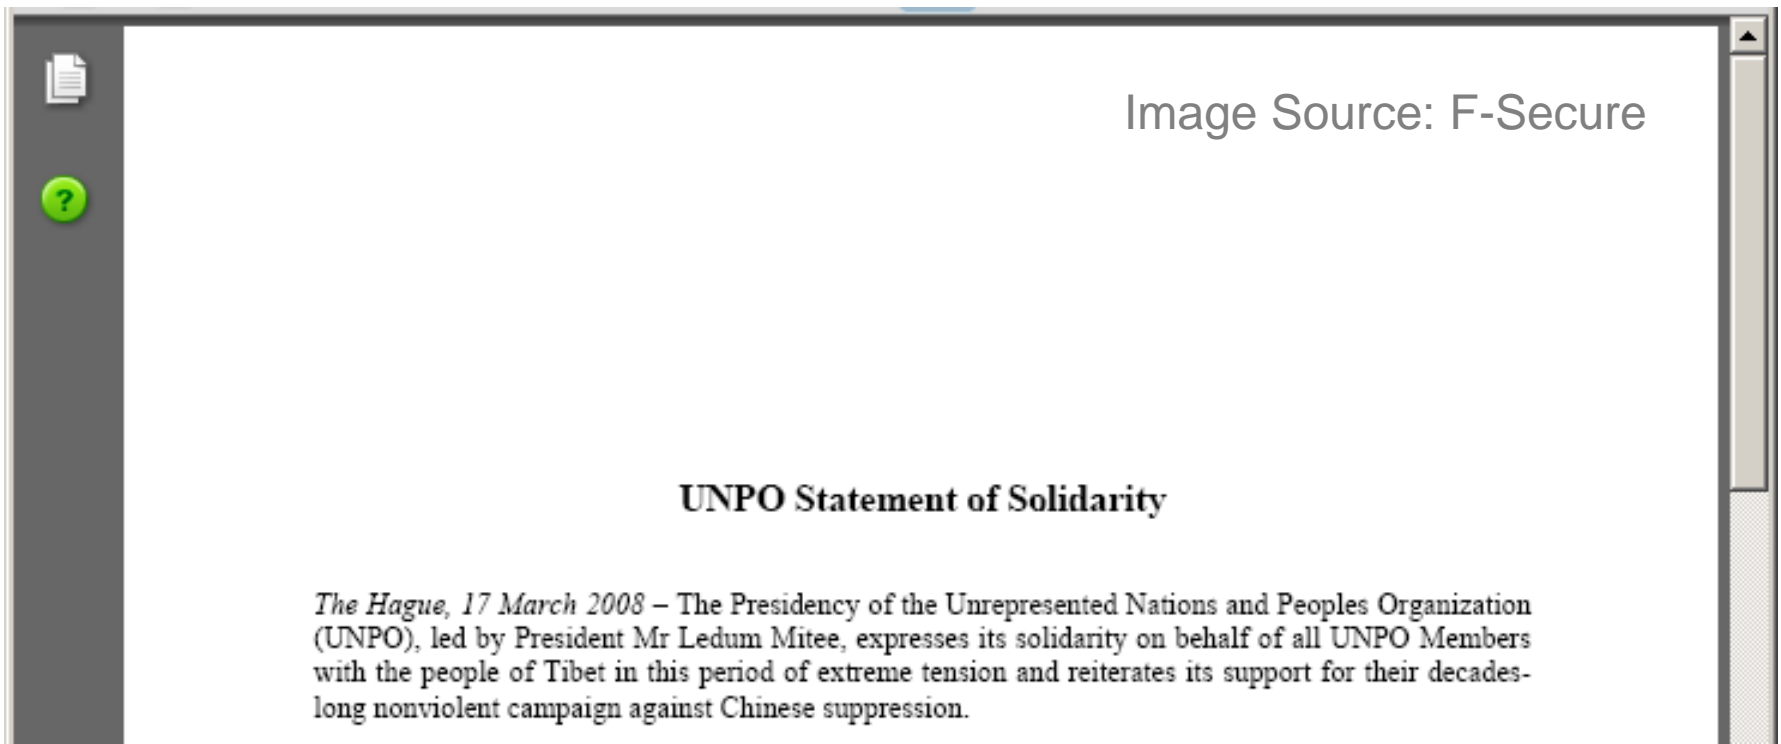 Image Source: F-Secure
?
UNPO Statement of Solidarity
The Hague, 17 March 2008 – The Presidency of the Unrepresented Nations and Peoples Organization
(UNPO), led by President Mr Ledum Mitee, expresses its solidarity on behalf of all UNPO Members
with the people of Tibet in this period of extreme tension and reiterates its support for their decades-
long nonviolent campaign against Chinese suppression.